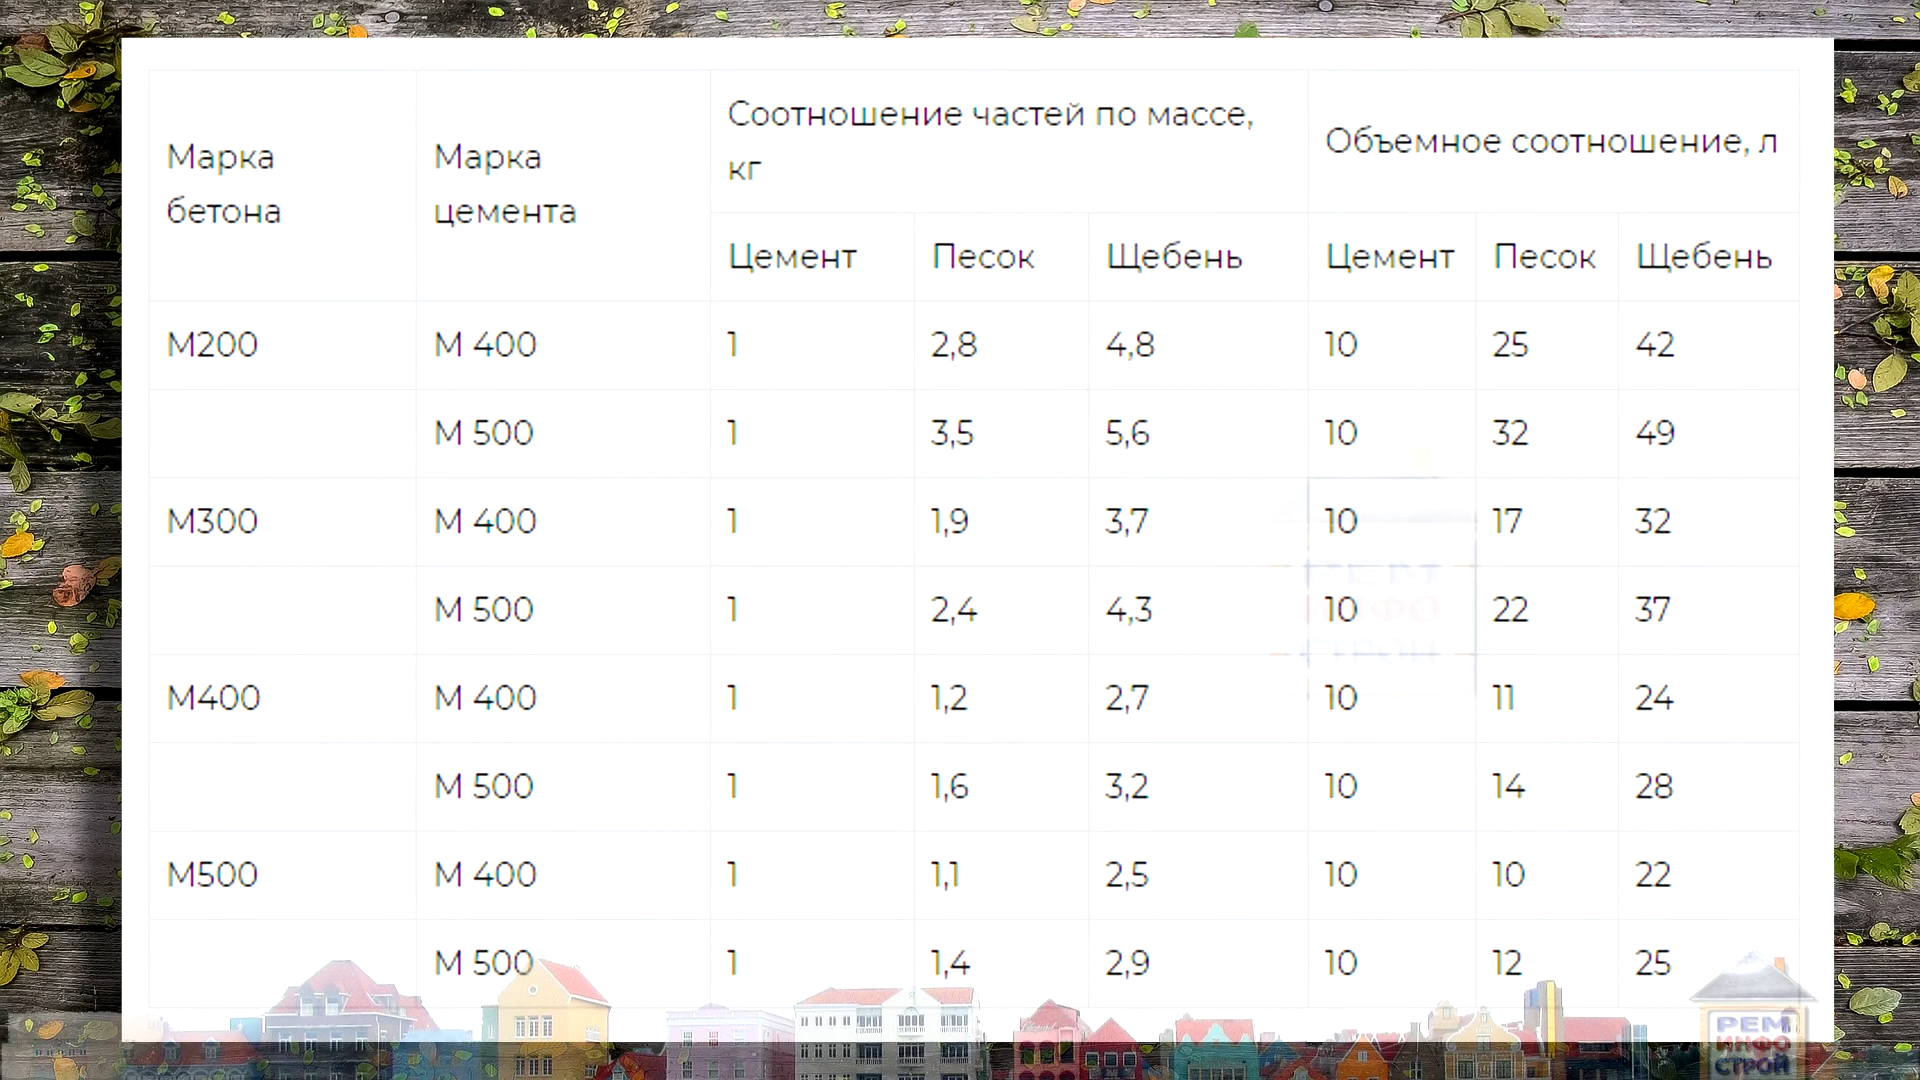 Марка бетона
Марка цемента
Соотношение частей по массе, кг
Объемное соотношение, л
Цемент Песок Щебень Цемент Песок Щебень
М200 М 400 1 2,8 4,8 10 25 42
М 500 1 3,5 5,6 10 32 49
М300 М 400 1 1,9 3,7 10 17 32
М 500 1 2,4 4,3 10 22 37
М400 М 400 1 1,2 2,7 10 11 24
М 500 1 1,6 3,2 10 14 28
М500 М 400 1 1,1 2,5 10 10 22
М 500 1 1,4 2,9 10 12 25
РЕМ
ИНФО
СТРОЙ